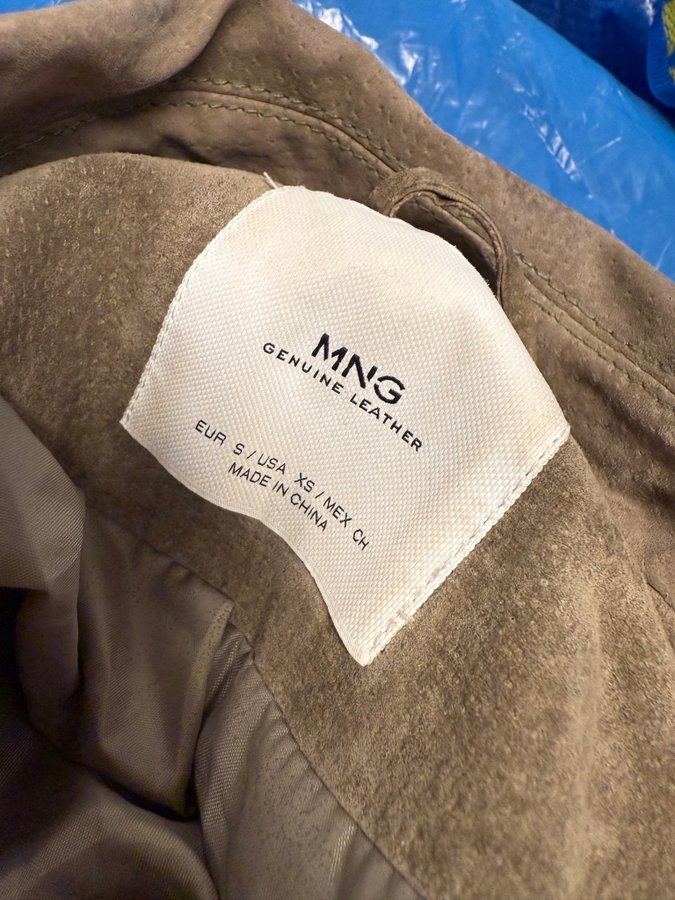 MNG
GENUINE LEATHER
EUR S / USA XS / MEX CH
MADE IN CHINA